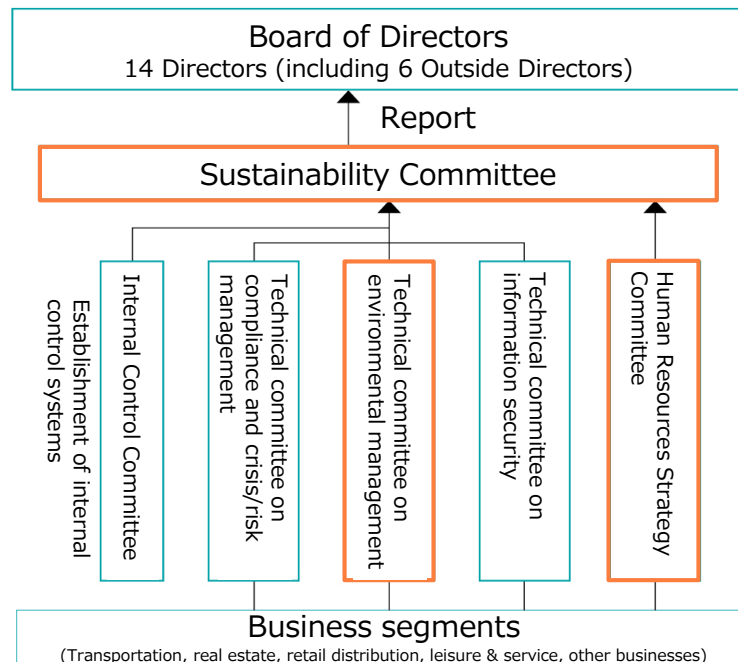 Board of Directors
14 Directors (including 6 Outside Directors)
Report
Sustainability Committee
Establishment of internal
control systems
Internal Control Committee
Technical committee on
compliance and crisis/risk
management
Technical committee on
environmental management
Technical committee on
information security
Human Resources Strategy
Committee
Business segments
(Transportation, real estate, retail distribution, leisure & service, other businesses)